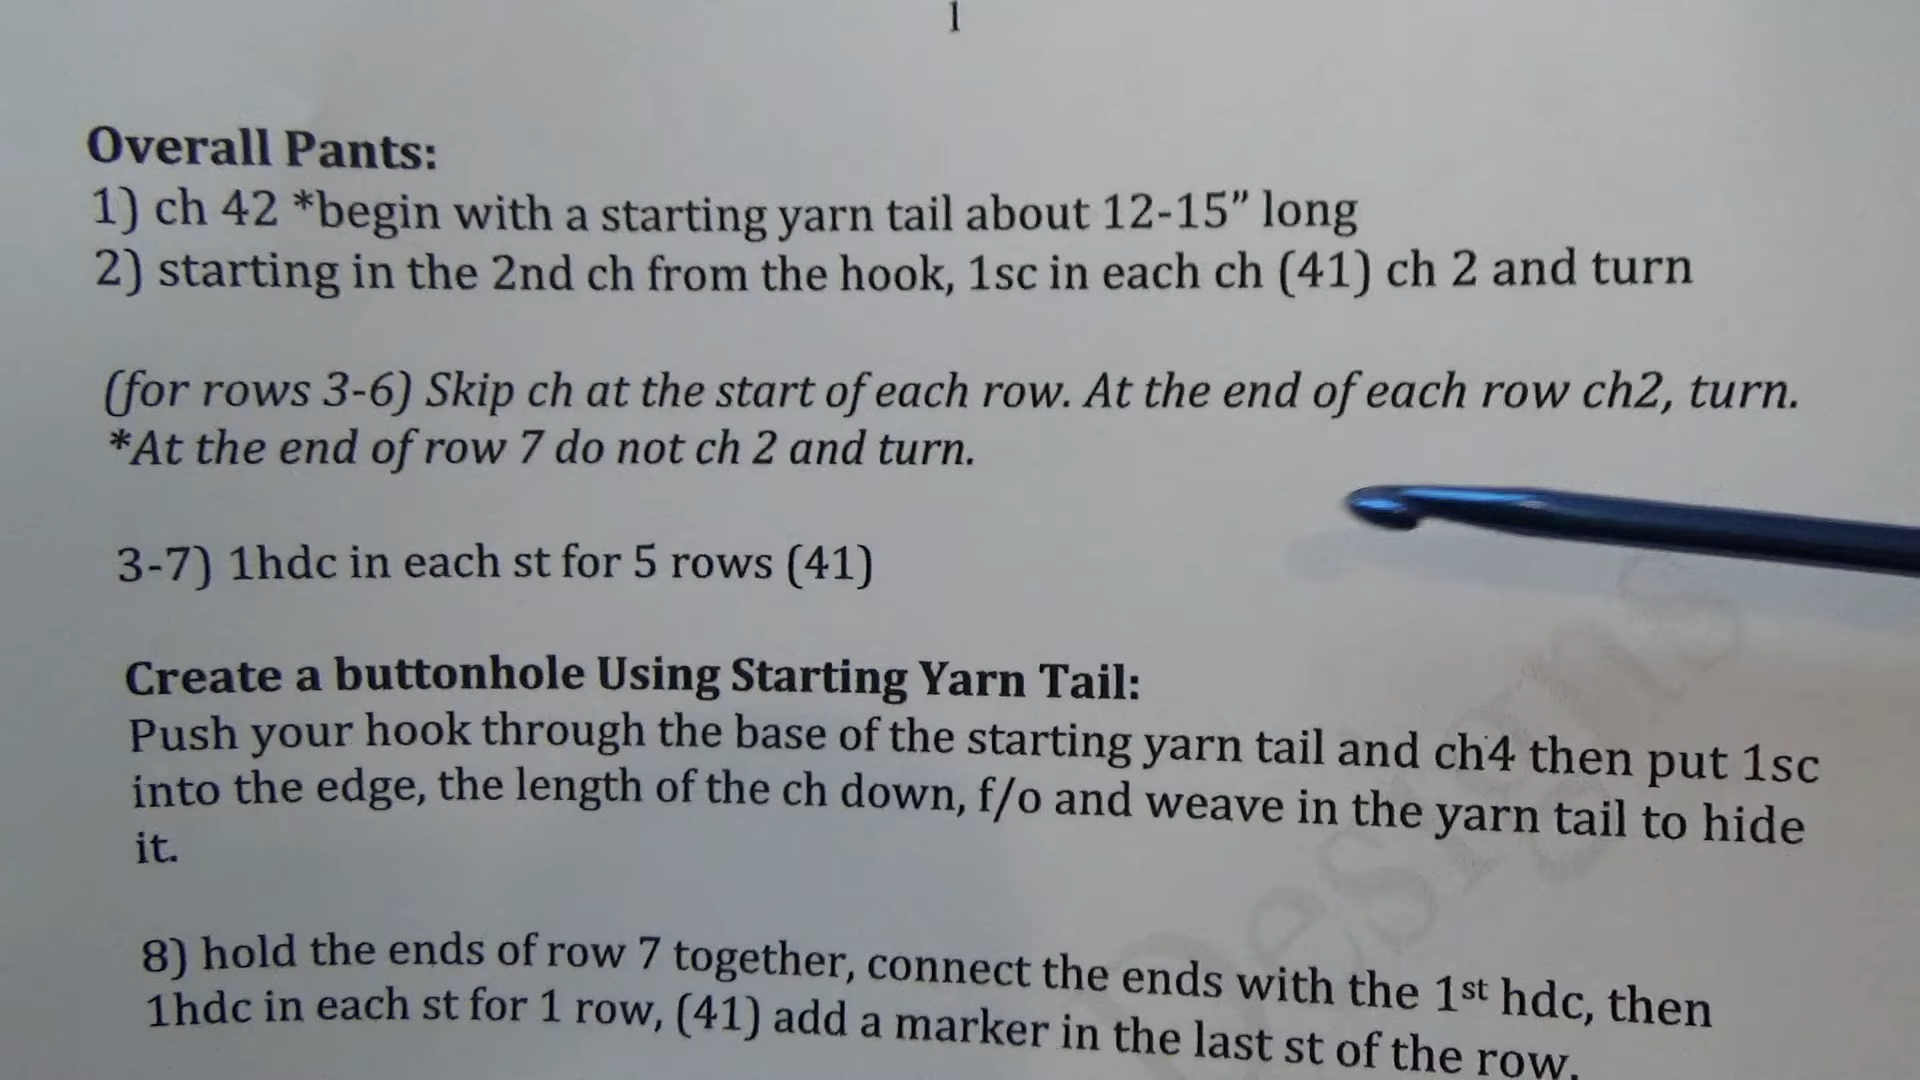 1
Overall Pants:
1) ch 42 *begin with a starting yarn tail about 12-15” long
2) starting in the 2nd ch from the hook, 1sc in each ch (41) ch 2 and turn
(for rows 3-6) Skip ch at the start of each row. At the end of each row ch2, turn.
*At the end of row 7 do not ch 2 and turn.
3-7) 1hdc in each st for 5 rows (41)
Create a buttonhole Using Starting Yarn Tail:
Push your hook through the base of the starting yarn tail and ch4 then put 1sc
into the edge, the length of the ch down, f/o and weave in the yarn tail to hide
it.
8) hold the ends of row 7 together, connect the ends with the 1st hdc, then
1hdc in each st for 1 row, (41) add a marker in the last st of the row.
Designs